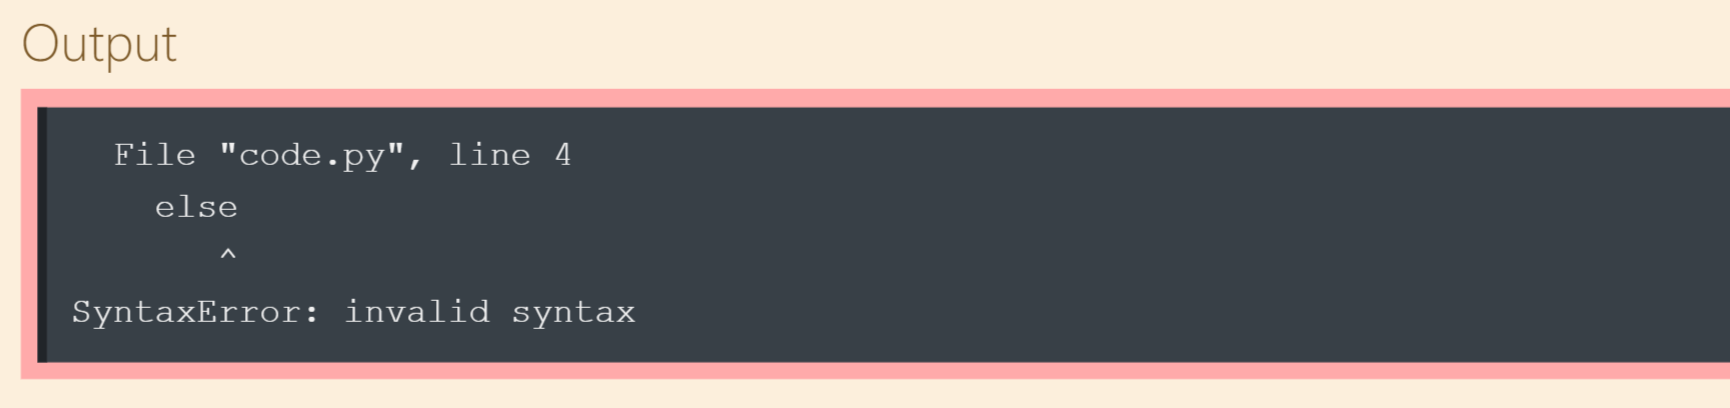 Output
File "code.py", line 4
else
^
SyntaxError: invalid syntax